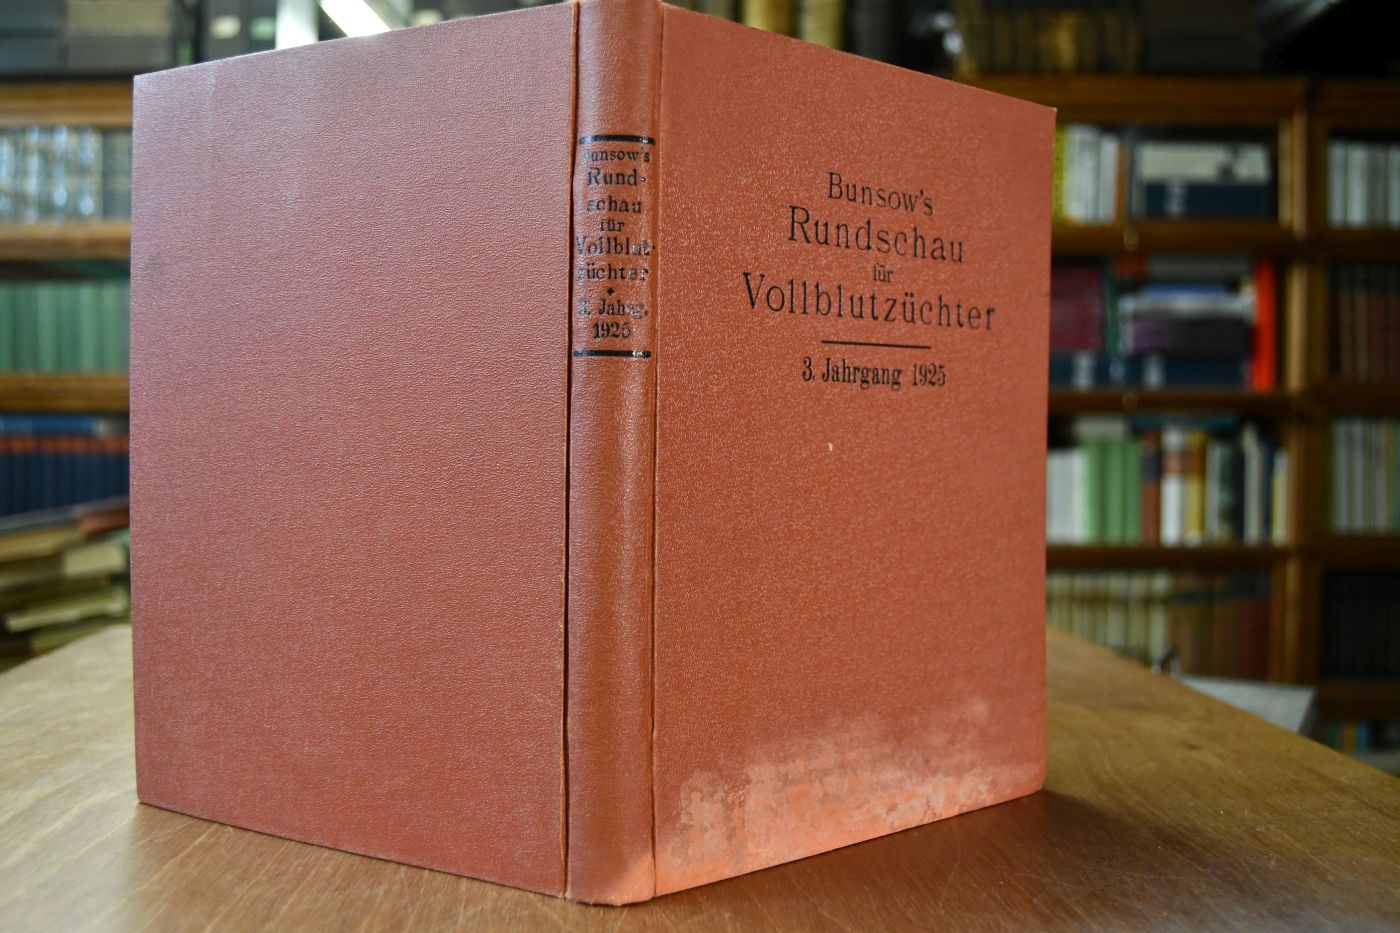 Bunsow's
Rund-
schau
für
Vollblut-
züchter
3. Jahrg.
1925
Bunsow's
Rundschau
für
Vollblutzüchter
3. Jahrgang 1925